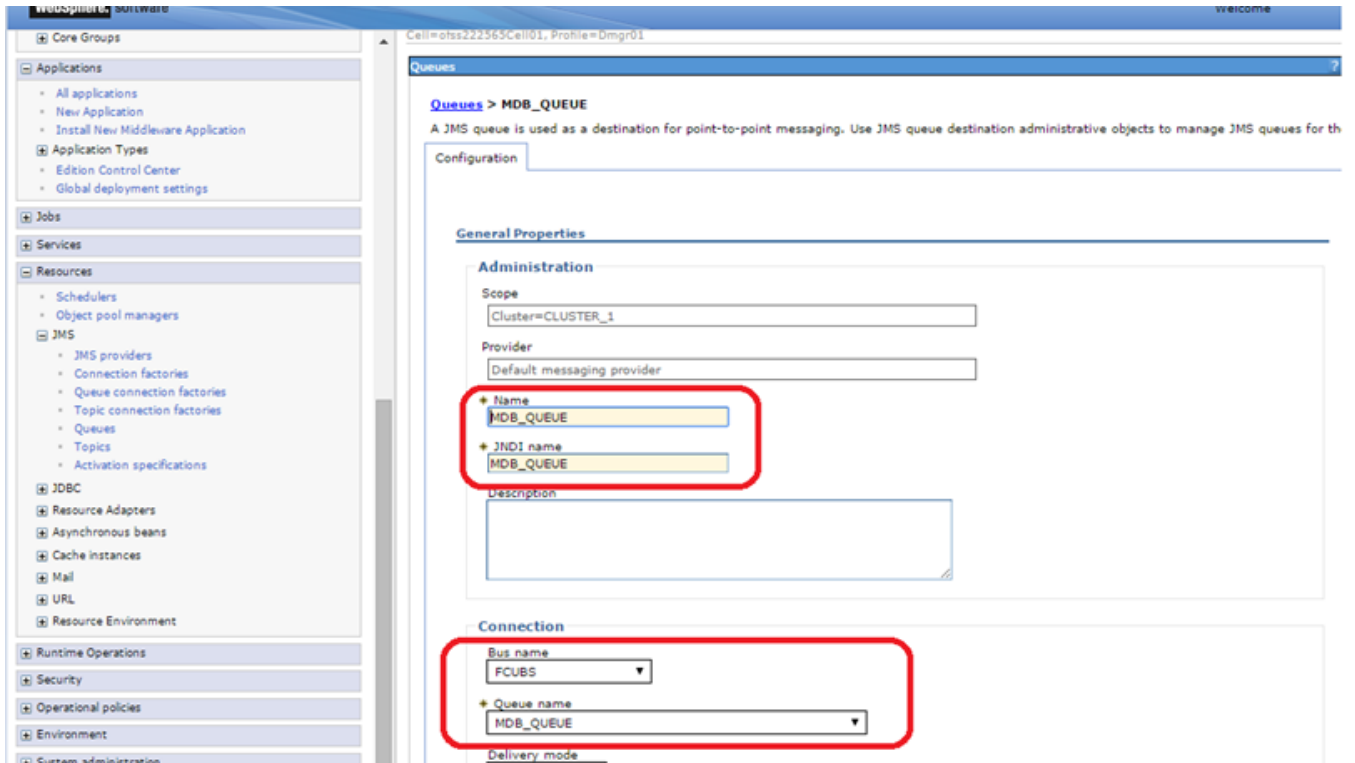 WebSphere. software
Welcome
Core Groups
Applications
All applications
New Application
Install New Middleware Application
Application Types
Edition Control Center
Global deployment settings
Jobs
Services
Resources
Schedulers
Object pool managers
JMS
JMS providers
Connection factories
Queue connection factories
Topic connection factories
Queues
Topics
Activation specifications
JDBC
Resource Adapters
Asynchronous beans
Cache instances
Mail
URL
Resource Environment
Runtime Operations
Security
Operational policies
Environment
System administration
Cell=ofss222565Cell01, Profile=Dmgr01
Queues
?
Queues > MDB_QUEUE
A JMS queue is used as a destination for point-to-point messaging. Use JMS queue destination administrative objects to manage JMS queues for th
Configuration
General Properties
Administration
Scope
Cluster=CLUSTER_1
Provider
Default messaging provider
Name
MDB_QUEUE
JNDI name
MDB_QUEUE
Description
Connection
Bus name
FCUBS
Queue name
MDB_QUEUE
Delivery mode